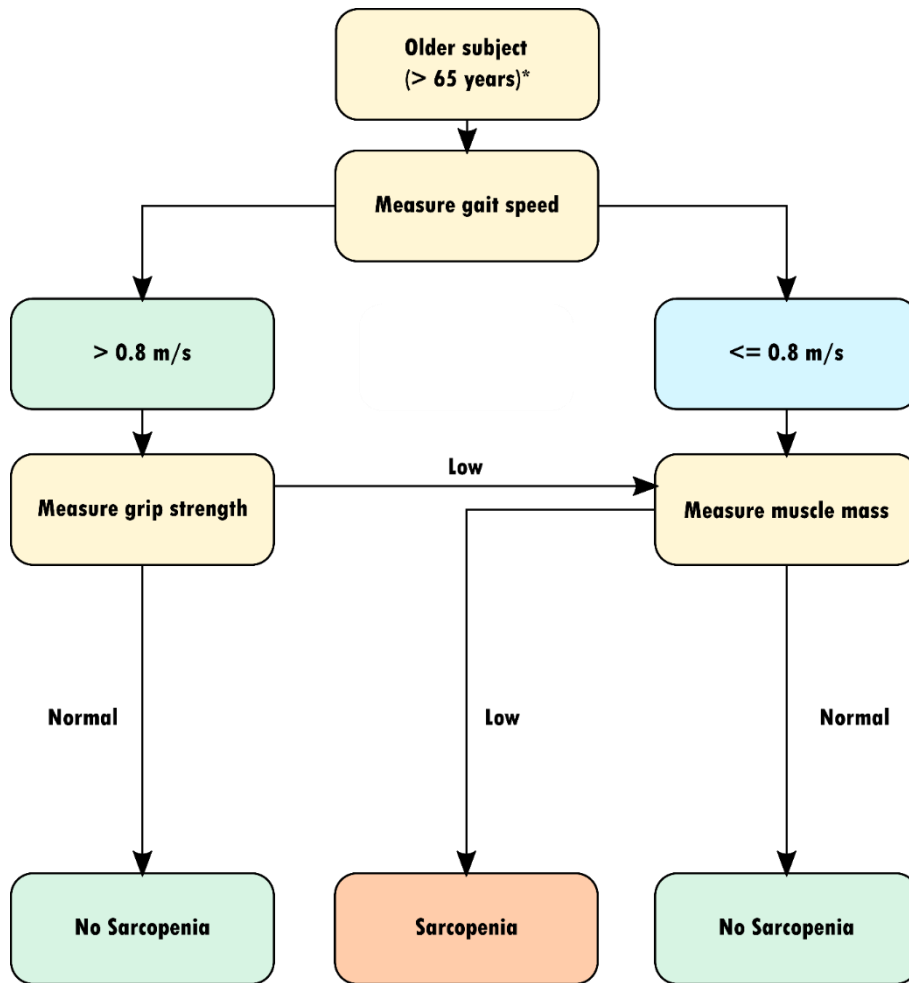 Older subject
(> 65 years)*
Measure gait speed
> 0.8 m/s
<= 0.8 m/s
Measure grip strength
Low
Measure muscle mass
Normal
Low
Normal
No Sarcopenia
Sarcopenia
No Sarcopenia